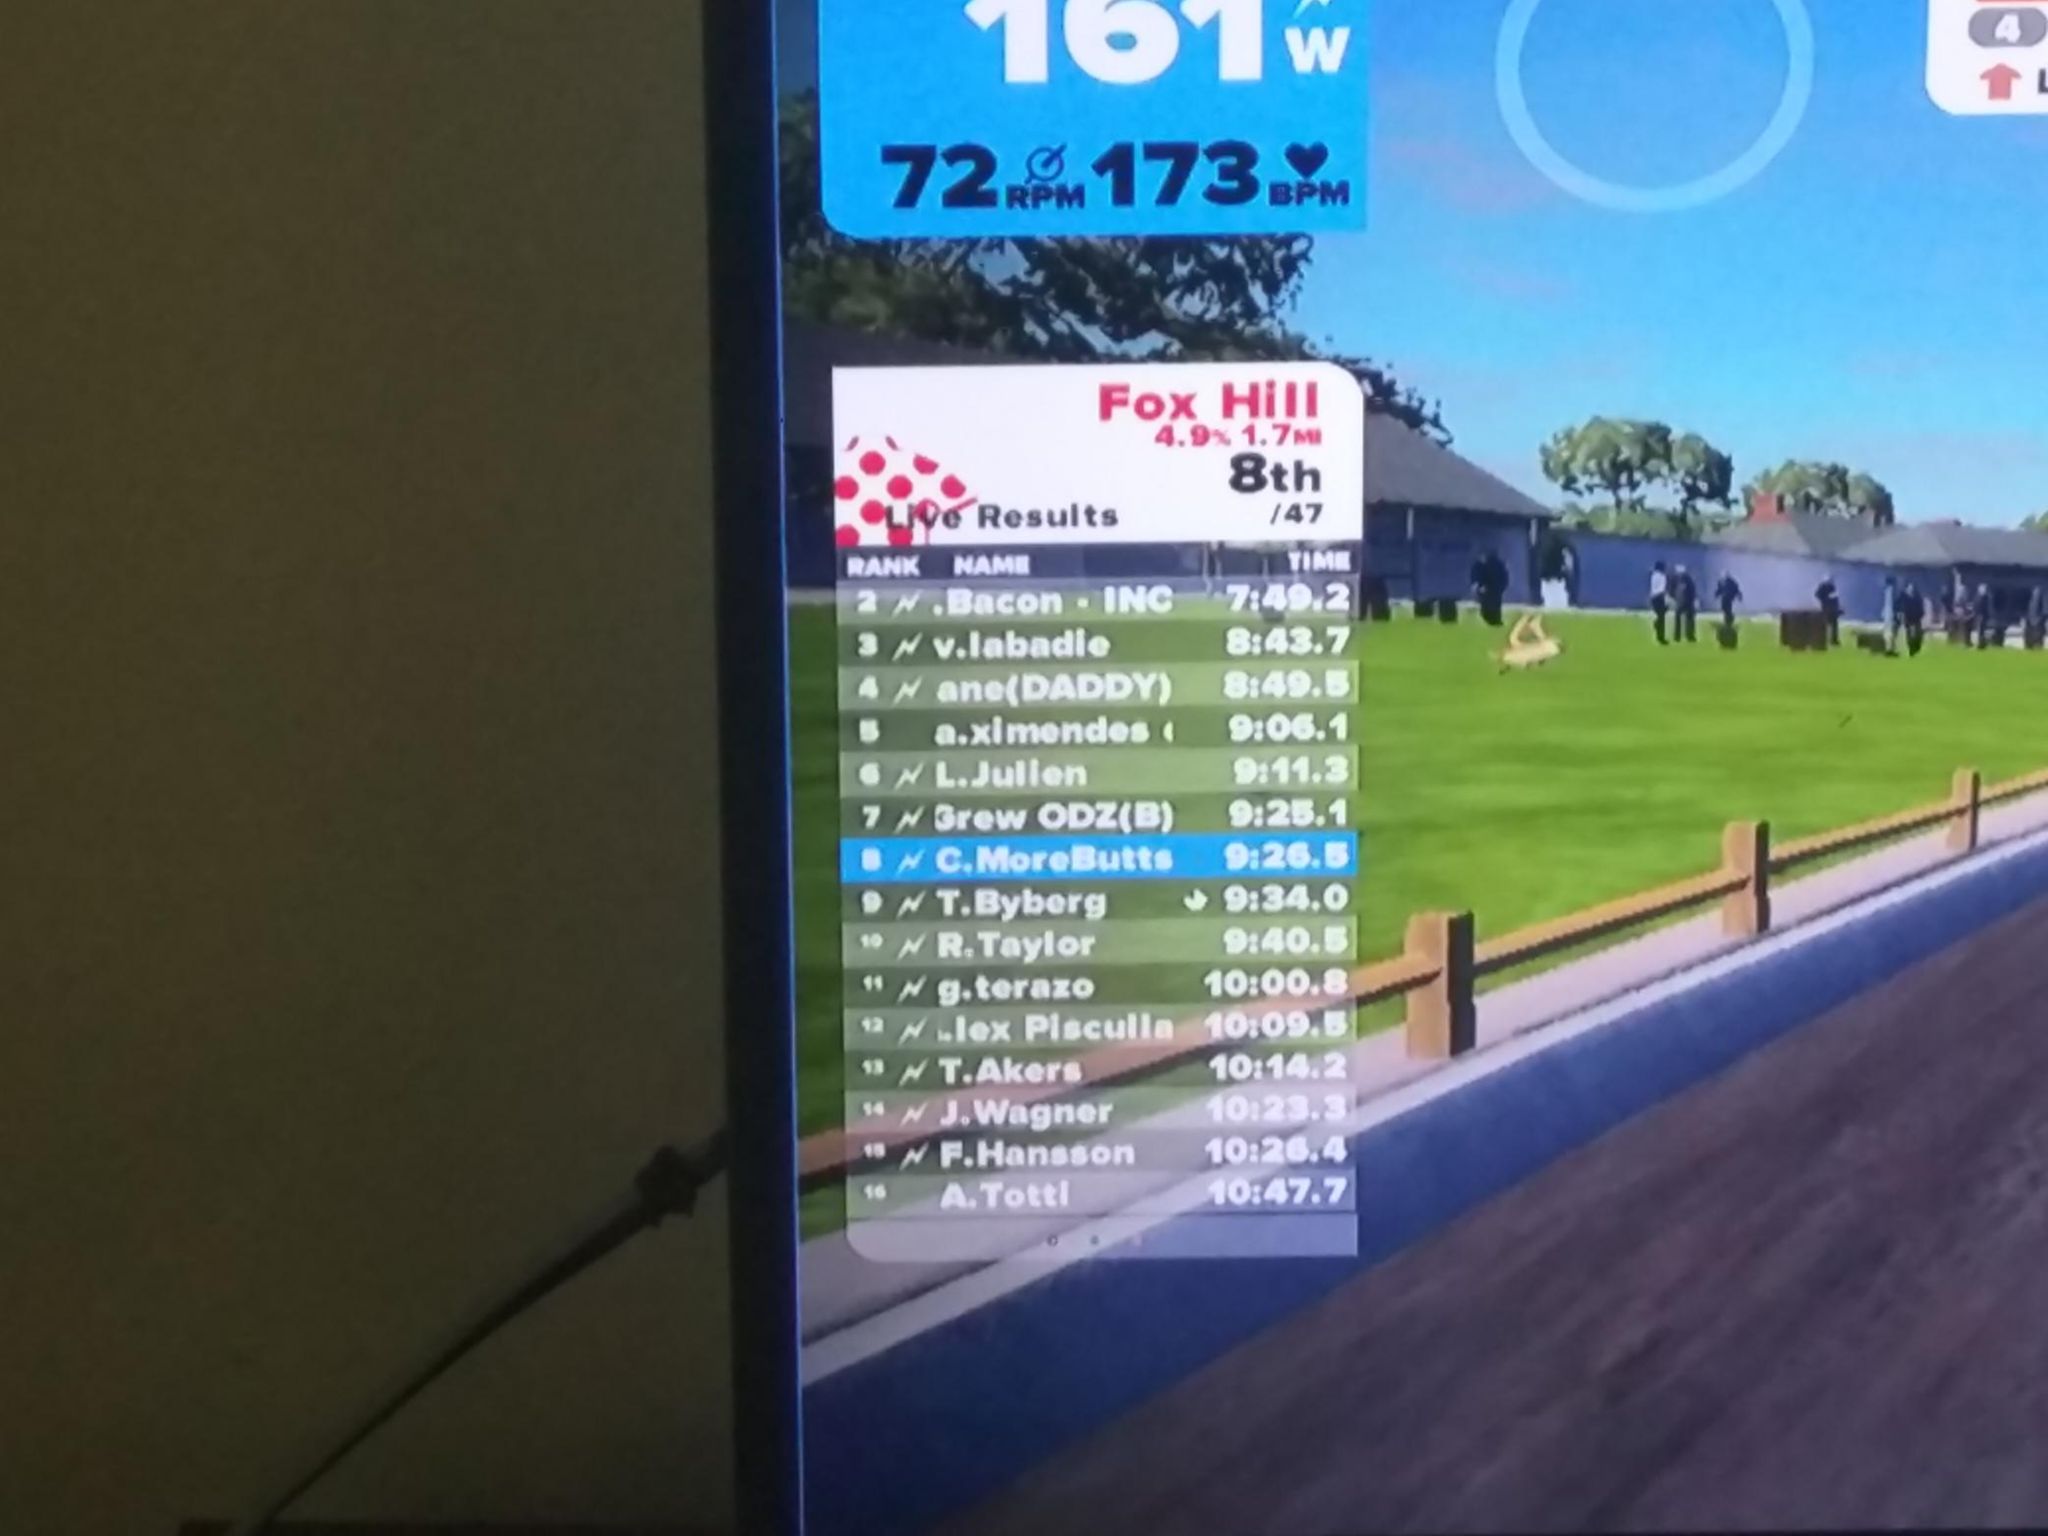 161 W
72 RPM 173 BPM
4
L
Fox Hill
4.9% 1.7MI
8th
Live Results /47
RANK NAME TIME
2 .Bacon - INC 7:49.2
3 v.labadie 8:43.7
4 ane(DADDY) 8:49.5
5 a.ximendes ( 9:06.1
6 L.Julien 9:11.3
7 Grew ODZ(B) 9:25.1
8 C.MoreButts 9:26.5
9 T.Byberg 9:34.0
10 R.Taylor 9:40.5
11 g.terazo 10:00.8
12 lex Pisculla 10:09.5
13 T.Akers 10:14.2
14 J.Wagner 10:23.3
15 F.Hansson 10:26.4
16 A.Totti 10:47.7